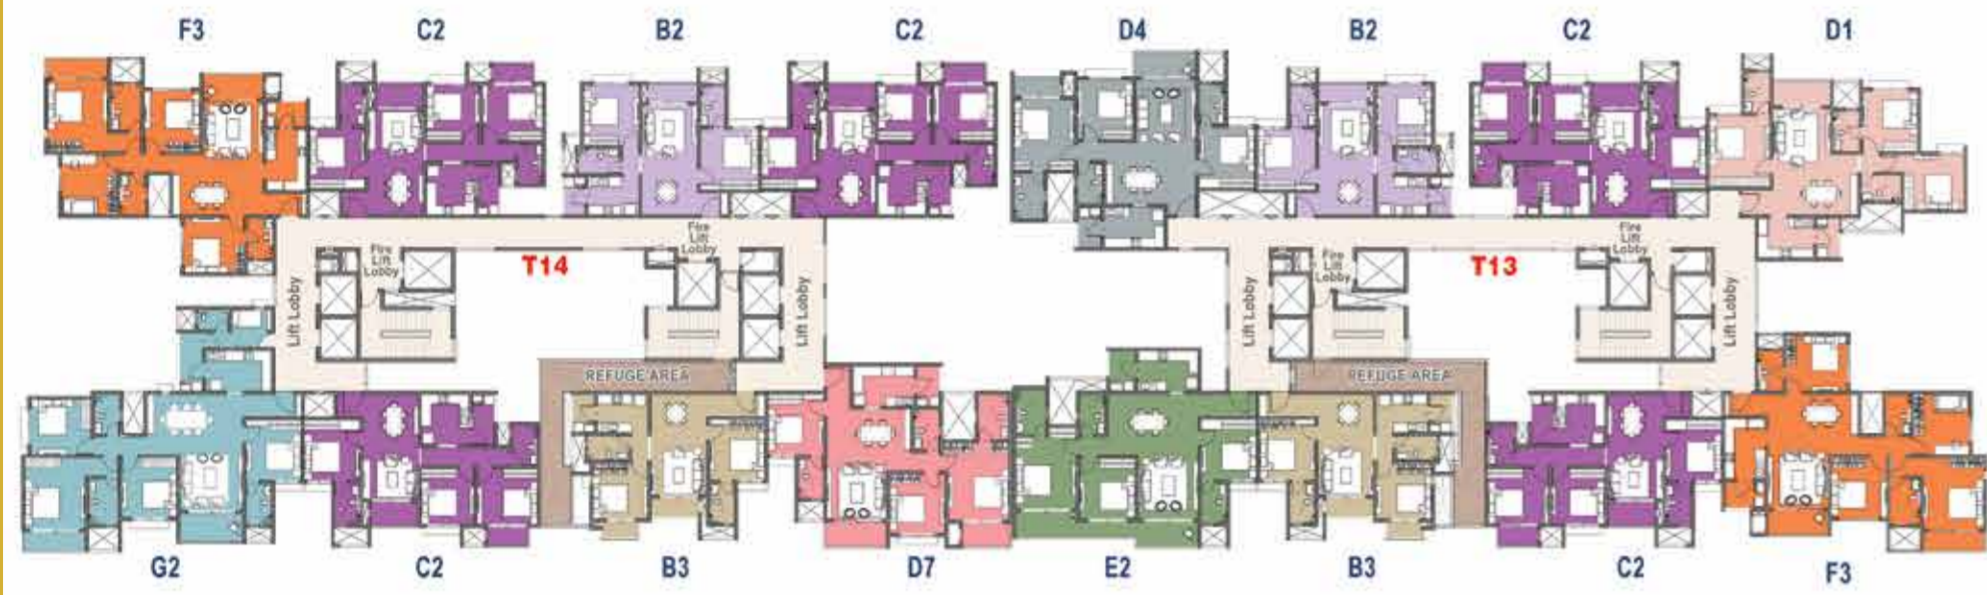 F3 C2 B2 C2 D4 B2 C2 D1
Fire
Lift
Lobby
Fire
Lift
Lobby
Fire
Lift
Lobby
Fire
Lift
Lobby
T14
T13
Lift Lobby
Lift Lobby
Lift Lobby
Lift Lobby
REFUGE AREA
REFUGE AREA
G2 C2 B3 D7 E2 B3 C2 F3